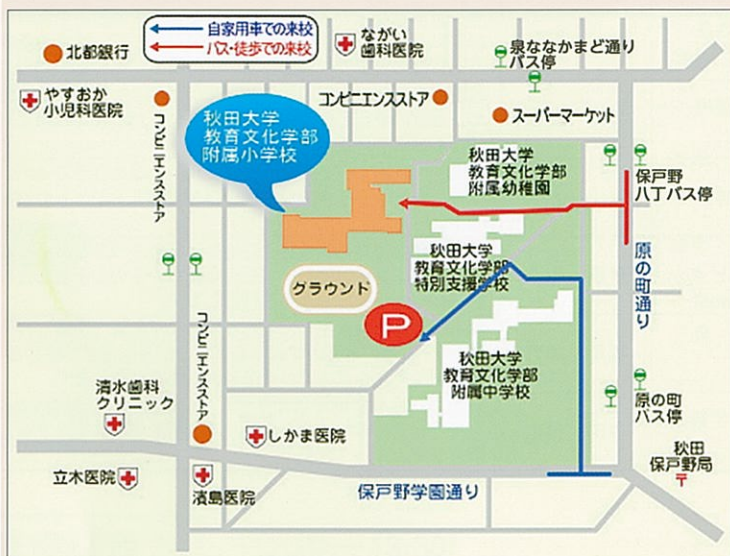 自家用車での来校
バス・徒歩での来校
北都銀行
ながい
歯科医院
泉ななかまど通り
バス停
やすおか
小児科医院
コンビニエンスストア
コンビニエンスストア
スーパーマーケット
秋田大学
教育文化学部
附属小学校
秋田大学
教育文化学部
附属幼稚園
保戸野
八丁バス停
秋田大学
教育文化学部
特別支援学校
原の町通り
グラウンド
P
コンビニエンスストア
秋田大学
教育文化学部
附属中学校
清水歯科
クリニック
原の町
バス停
しかま医院
秋田
保戸野局
〒
立木医院
濱島医院
保戸野学園通り